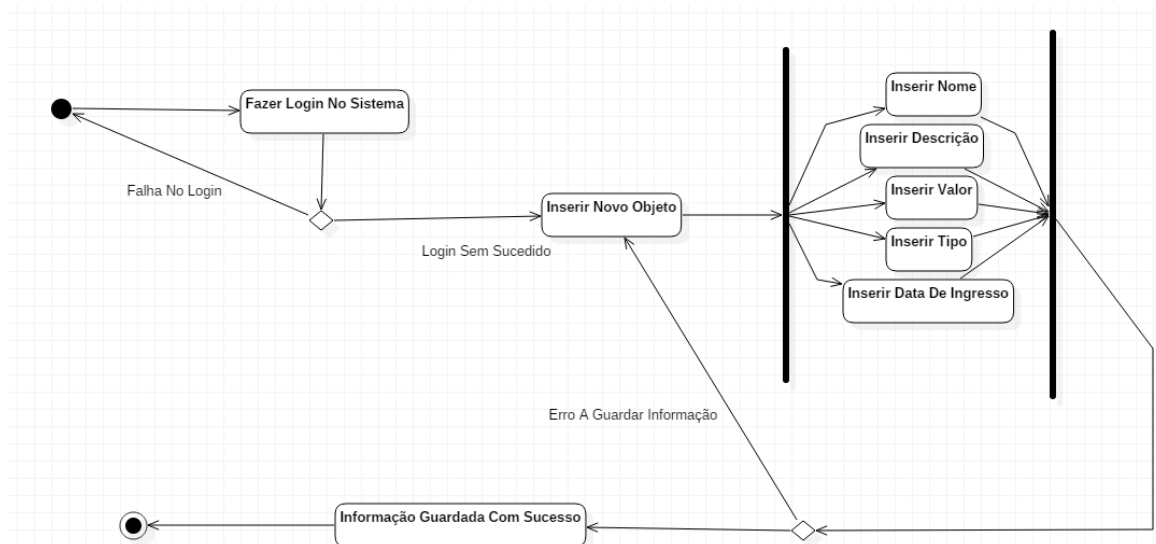 Fazer Login No Sistema
Falha No Login
Login Sem Sucedido
Inserir Novo Objeto
Inserir Nome
Inserir Descrição
Inserir Valor
Inserir Tipo
Inserir Data De Ingresso
Erro A Guardar Informação
Informação Guardada Com Sucesso